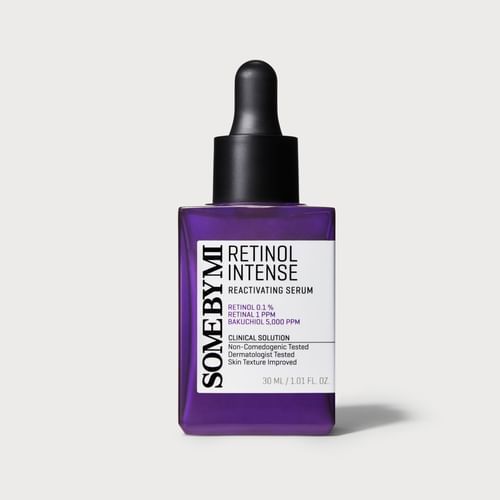 SOMEBYMI
RETINOL
INTENSE
REACTIVATING SERUM
RETINOL 0.1 %
RETINAL 1 PPM
BAKUCHIOL 5,000 PPM
CLINICAL SOLUTION
Non-Comedogenic Tested
Dermatologist Tested
Skin Texture Improved
30 ML / 1.01 FL. OZ.